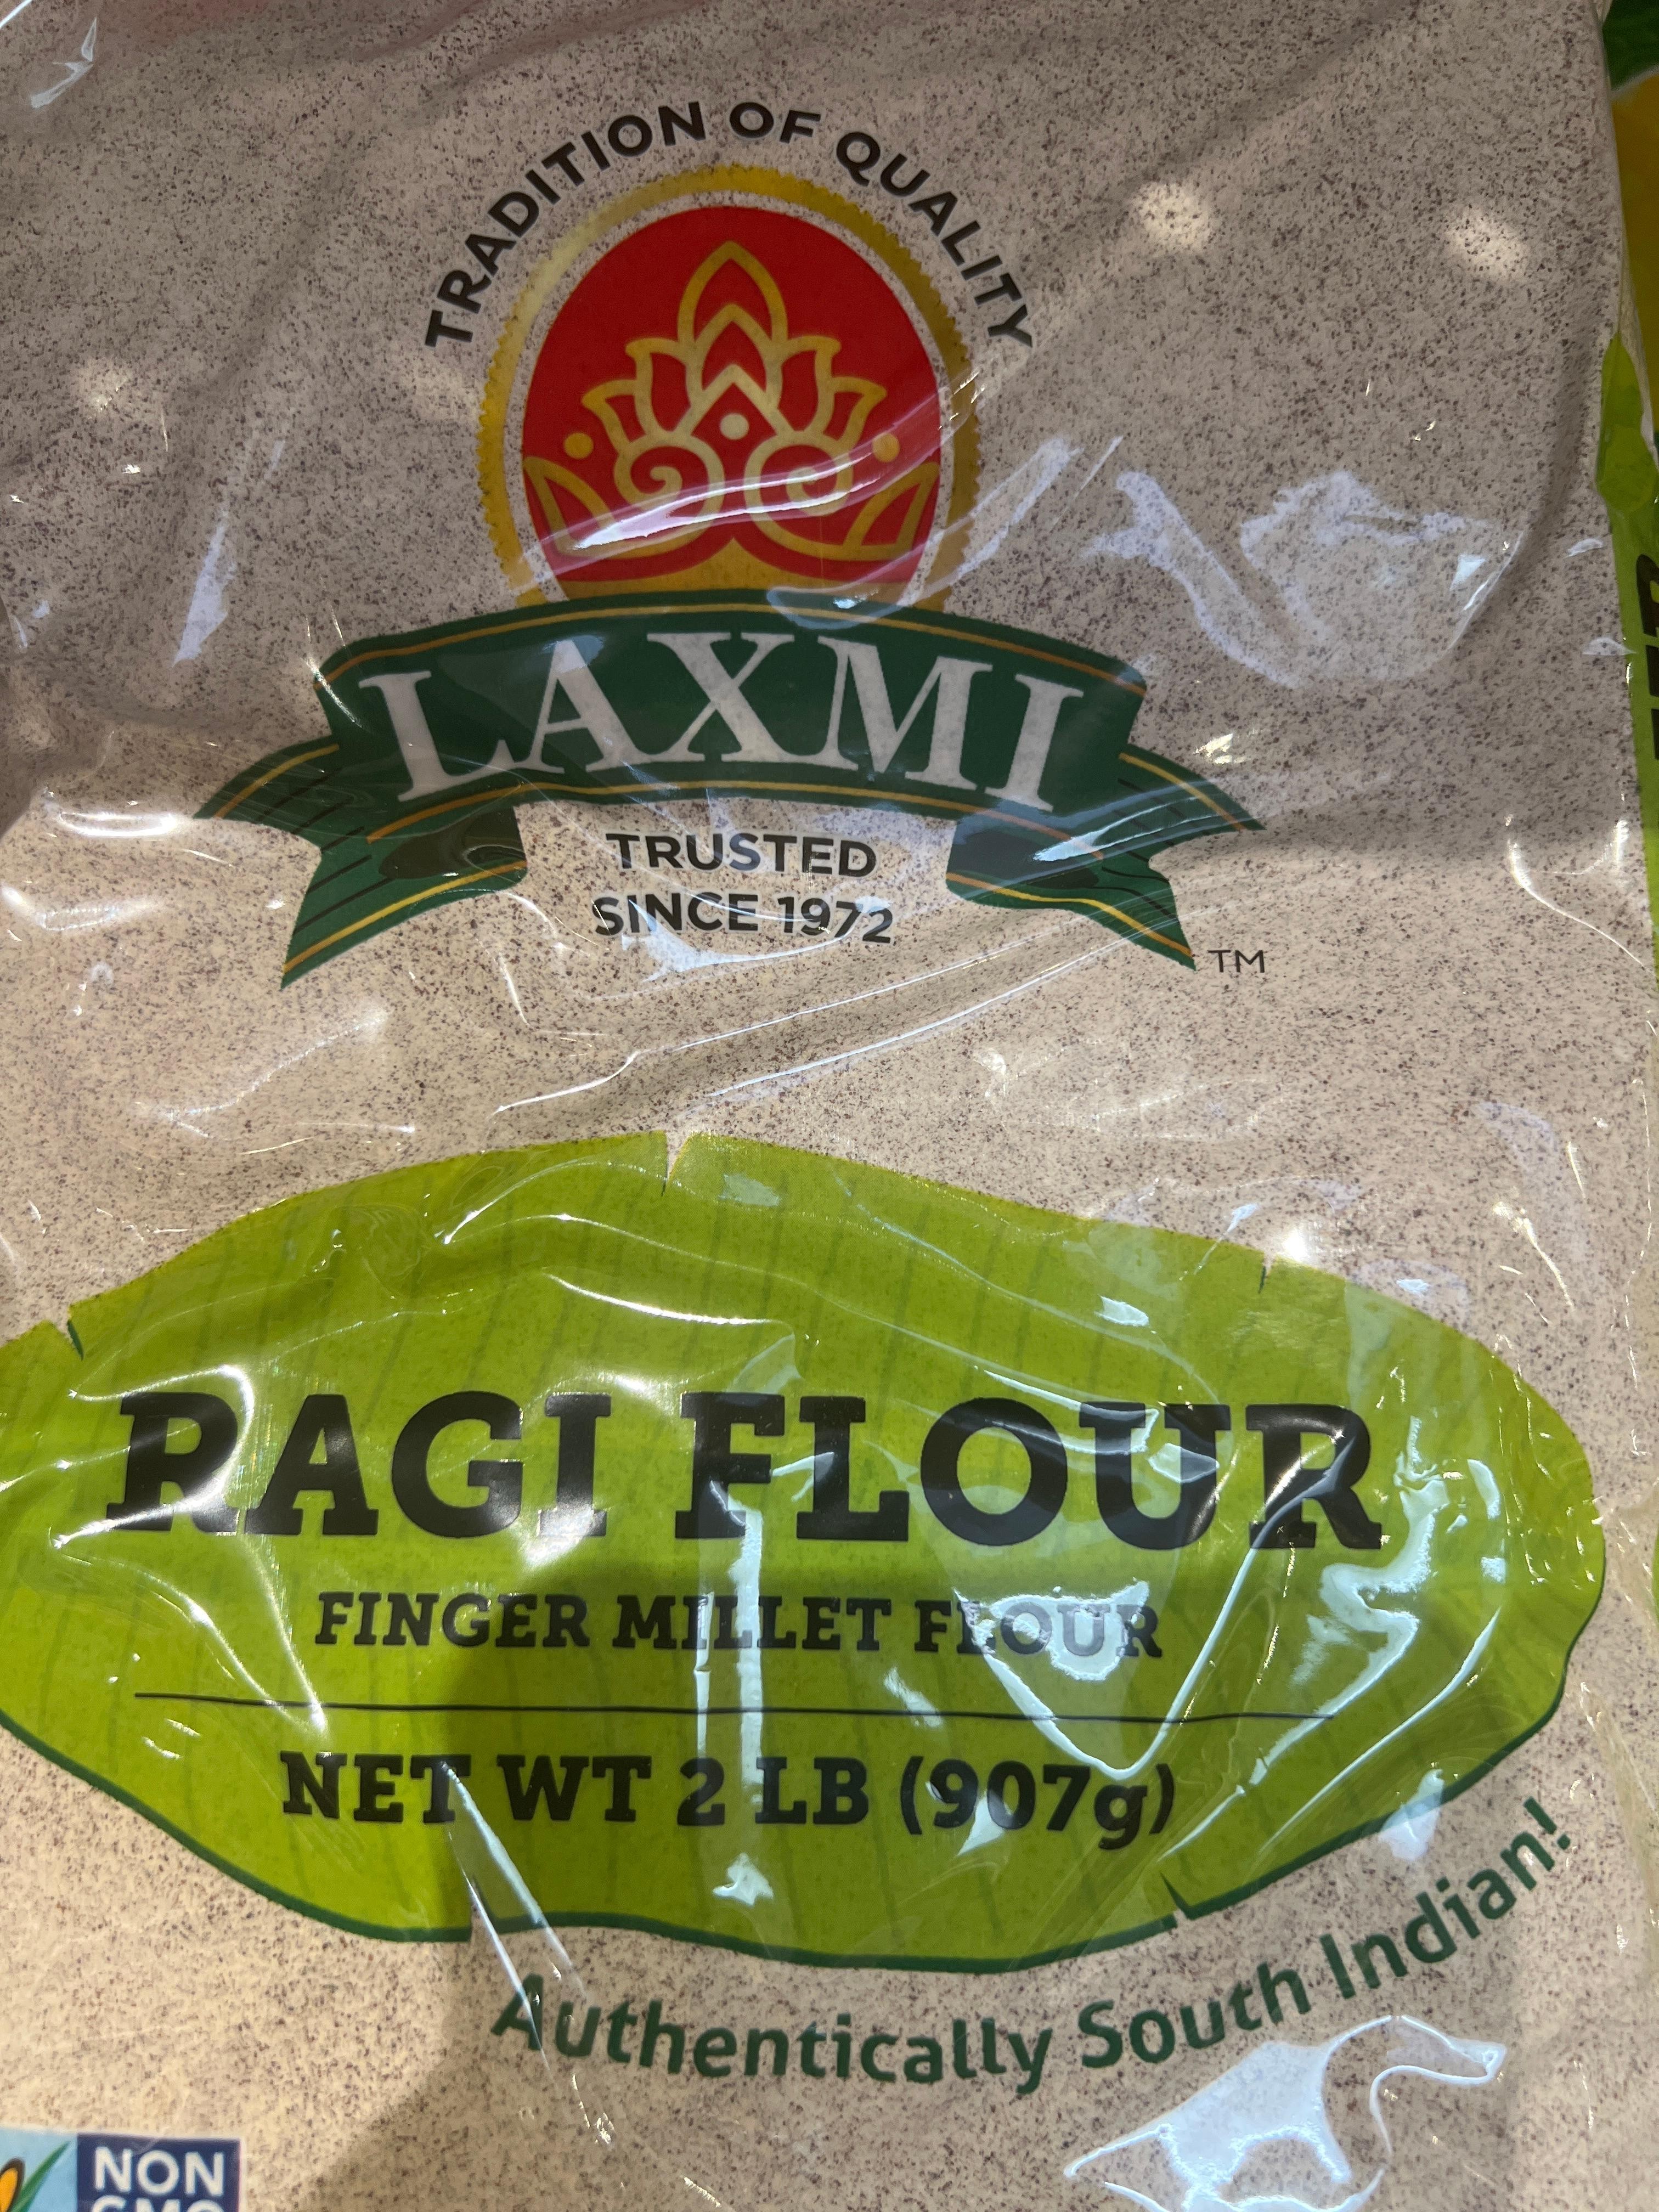 TRADITION OF QUALITY
LAXMI
TRUSTED
SINCE 1972
TM
RAGI FLOUR
FINGER MILLET FLOUR
NET WT 2 LB (907g)
Authentically South Indian!
NON
GMO